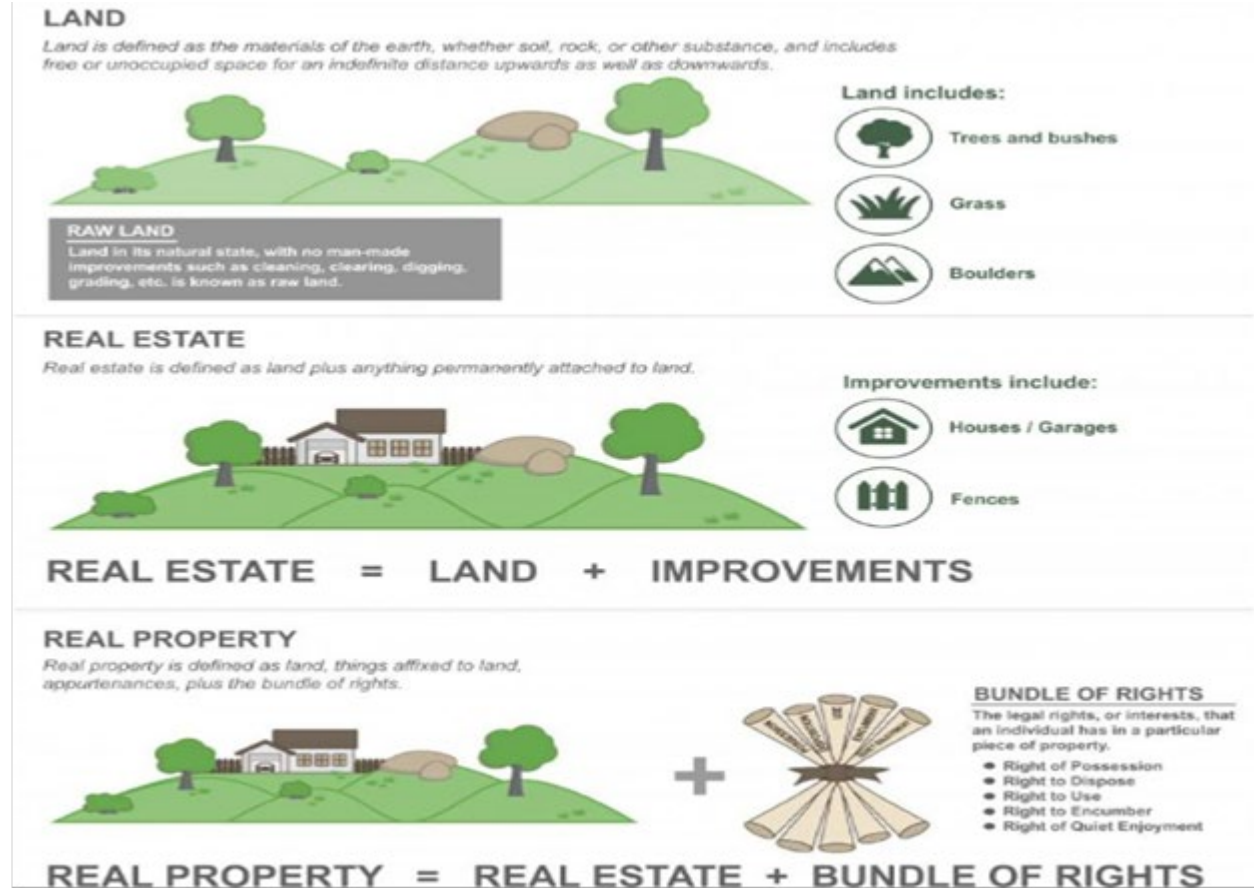 LAND
Land is defined as the materials of the earth, whether soil, rock, or other substance, and includes
free or unoccupied space for an indefinite distance upwards as well as downwards.
Land includes:
Trees and bushes
Grass
Boulders
RAW LAND
Land in its natural state, with no man-made
improvements such as cleaning, clearing, digging,
grading, etc. is known as raw land.
REAL ESTATE
Real estate is defined as land plus anything permanently attached to land.
Improvements include:
Houses / Garages
Fences
REAL ESTATE = LAND + IMPROVEMENTS
REAL PROPERTY
Real property is defined as land, things affixed to land,
appurtenances, plus the bundle of rights.
+
BUNDLE OF RIGHTS
The legal rights, or interests, that
an individual has in a particular
piece of property.
● Right of Possession
● Right to Dispose
● Right to Use
● Right to Encumber
● Right of Quiet Enjoyment
REAL PROPERTY = REAL ESTATE + BUNDLE OF RIGHTS